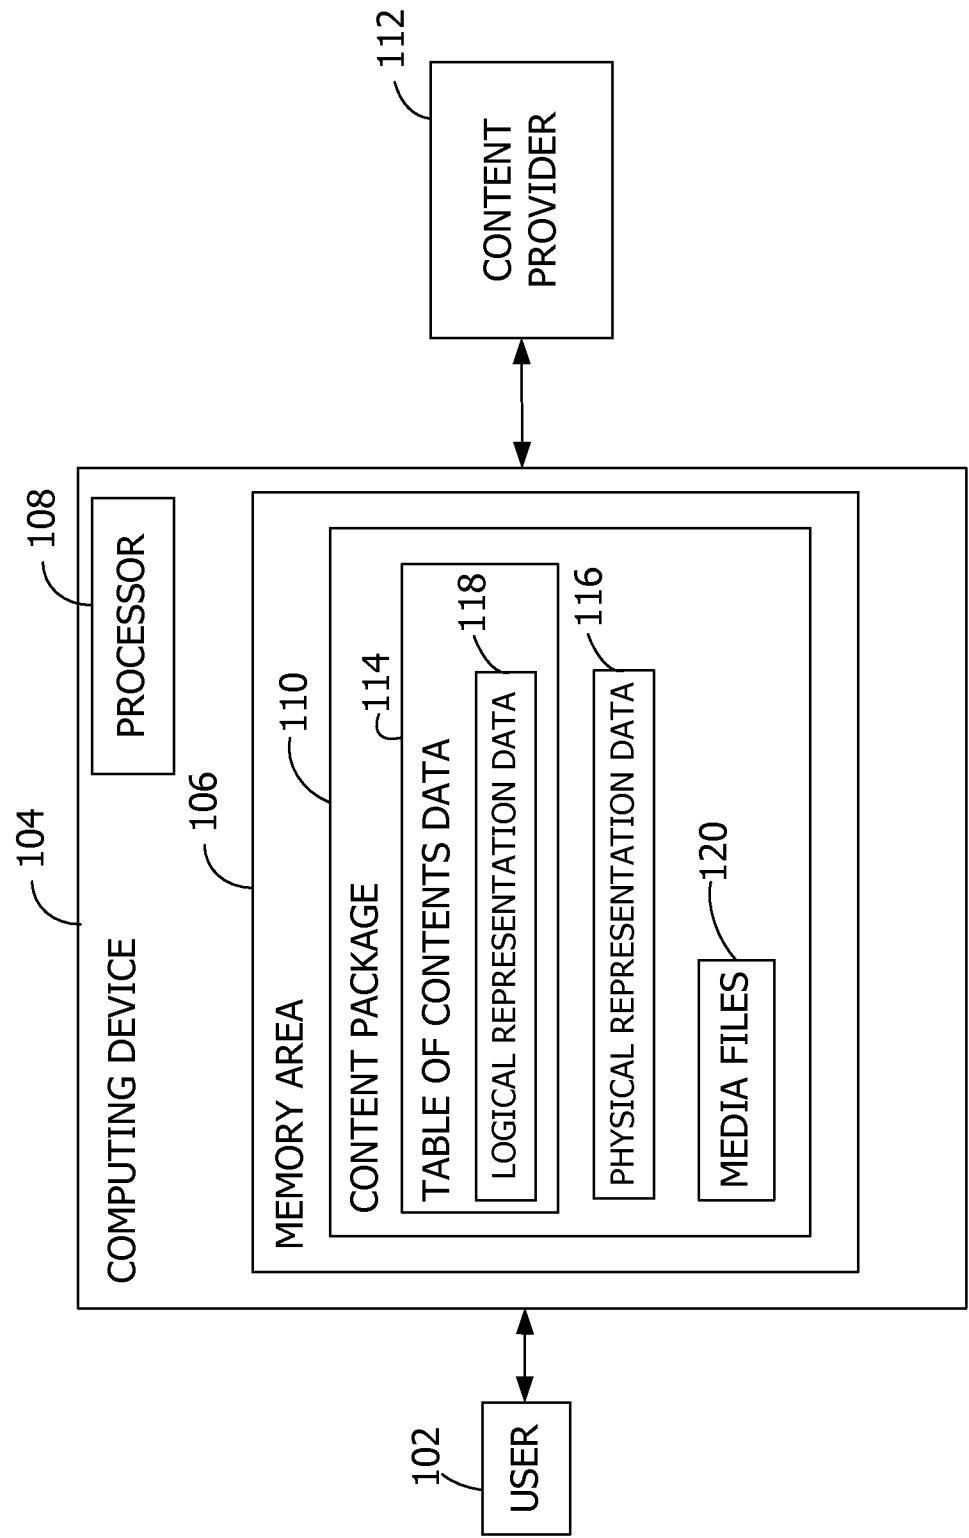 104
COMPUTING DEVICE
108
PROCESSOR
106
MEMORY AREA
110
CONTENT PACKAGE
114
TABLE OF CONTENTS DATA
118
LOGICAL REPRESENTATION DATA
116
PHYSICAL REPRESENTATION DATA
120
MEDIA FILES
102
USER
112
CONTENT
PROVIDER